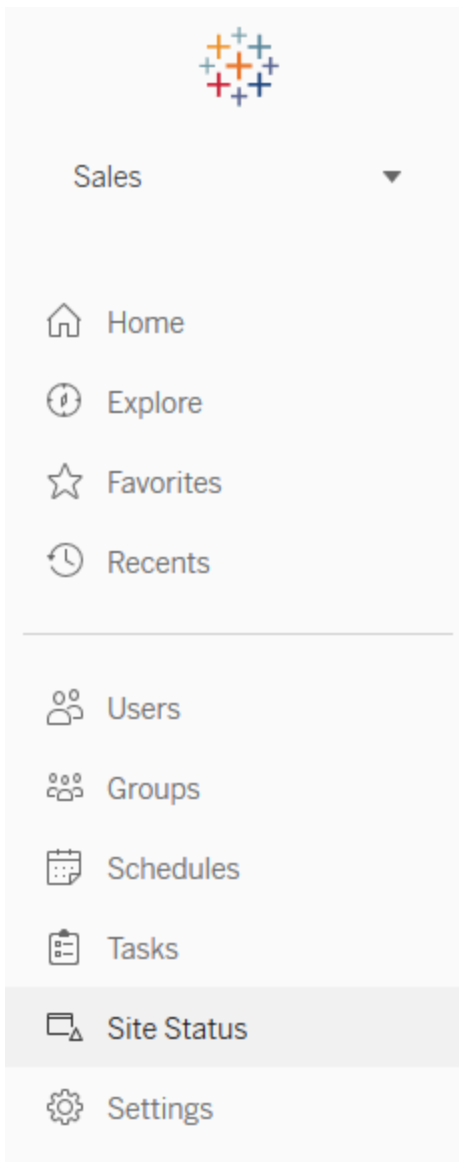 Sales
Home
Explore
Favorites
Recents
Users
Groups
Schedules
Tasks
Site Status
Settings